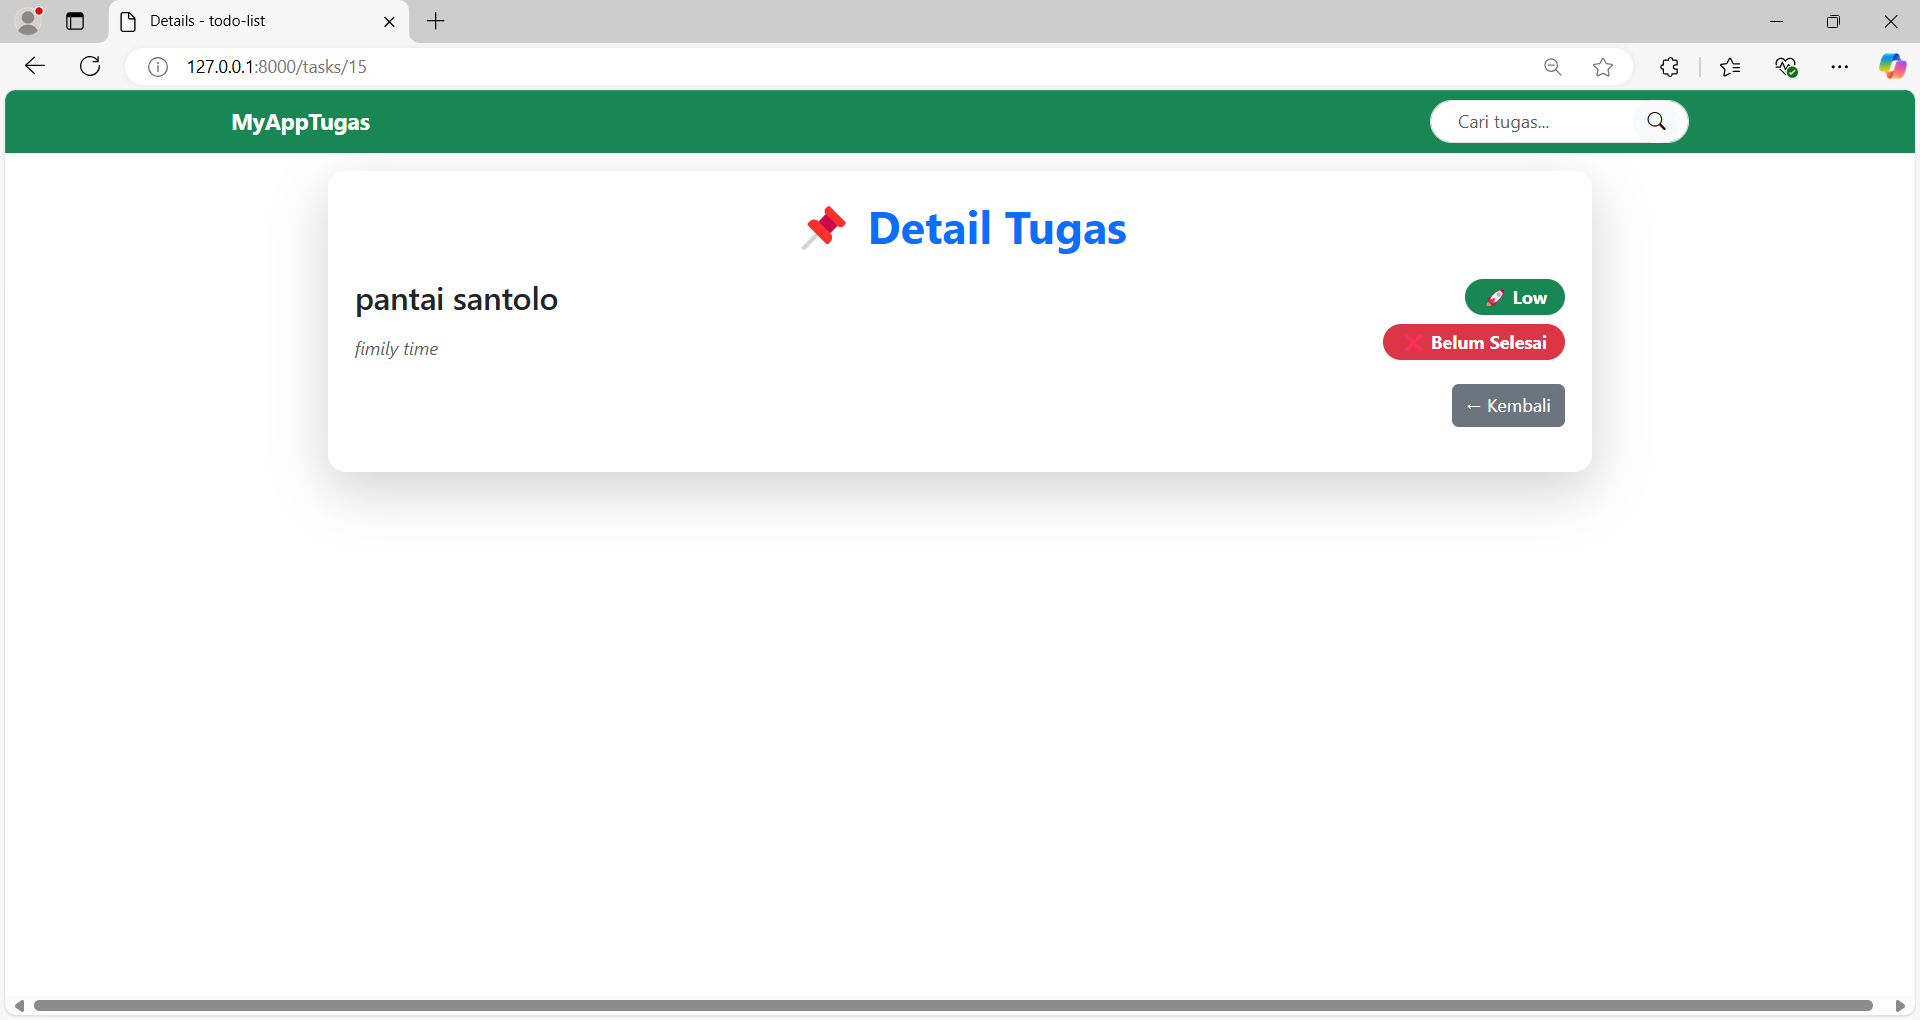 Details - todo-list
127.0.0.1:8000/tasks/15
MyAppTugas
Cari tugas...
📌 Detail Tugas
pantai santolo
🚀 Low
fimily time
❌ Belum Selesai
← Kembali